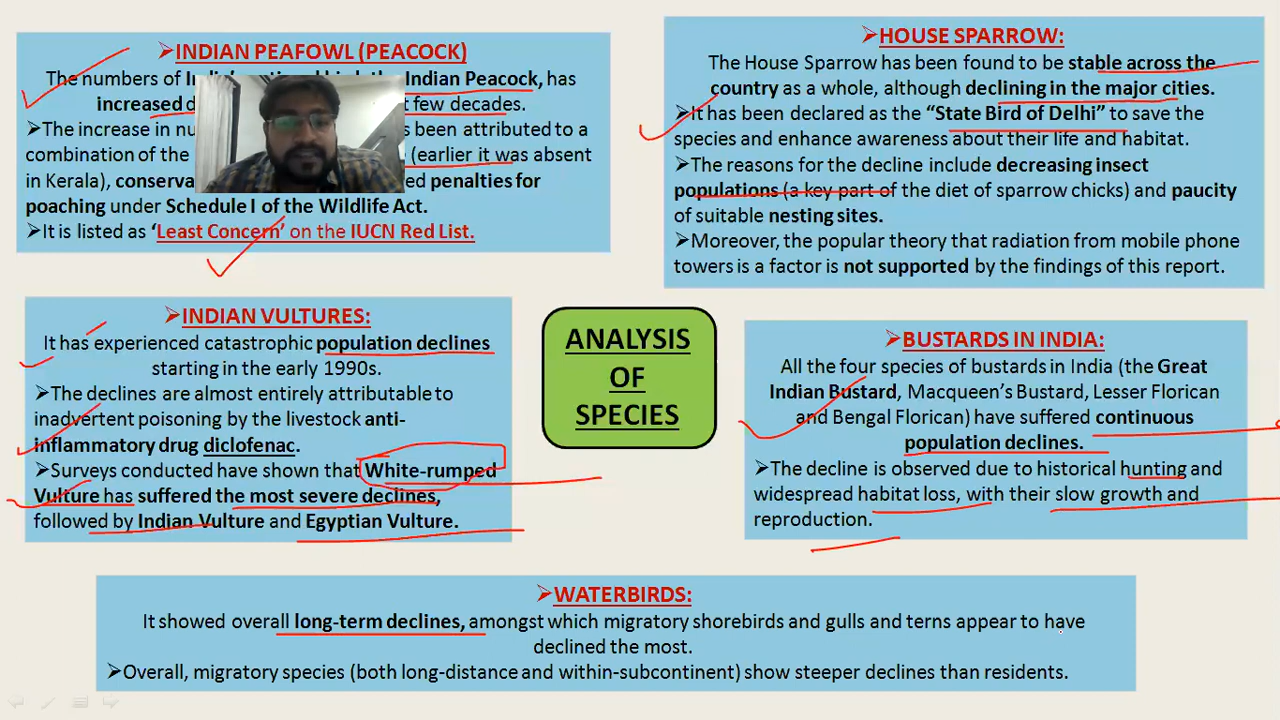 ➢INDIAN PEAFOWL (PEACOCK)
The numbers of Indian Peacock, has
increased few decades.
➢The increase in been attributed to a
combination of the (earlier it was absent
in Kerala), penalties for
poaching under Schedule I of the Wildlife Act.
➢It is listed as ‘Least Concern’ on the IUCN Red List.
➢HOUSE SPARROW:
The House Sparrow has been found to be stable across the
country as a whole, although declining in the major cities.
➢It has been declared as the “State Bird of Delhi” to save the
species and enhance awareness about their life and habitat.
➢The reasons for the decline include decreasing insect
populations (a key part of the diet of sparrow chicks) and paucity
of suitable nesting sites.
➢Moreover, the popular theory that radiation from mobile phone
towers is a factor is not supported by the findings of this report.
➢INDIAN VULTURES:
It has experienced catastrophic population declines
starting in the early 1990s.
➢The declines are almost entirely attributable to
inadvertent poisoning by the livestock anti-
inflammatory drug diclofenac.
➢Surveys conducted have shown that White-rumped
Vulture has suffered the most severe declines,
followed by Indian Vulture and Egyptian Vulture.
ANALYSIS
OF
SPECIES
➢BUSTARDS IN INDIA:
All the four species of bustards in India (the Great
Indian Bustard, Macqueen’s Bustard, Lesser Florican
and Bengal Florican) have suffered continuous
population declines.
➢The decline is observed due to historical hunting and
widespread habitat loss, with their slow growth and
reproduction.
➢WATERBIRDS:
It showed overall long-term declines, amongst which migratory shorebirds and gulls and terns appear to have
declined the most.
➢Overall, migratory species (both long-distance and within-subcontinent) show steeper declines than residents.